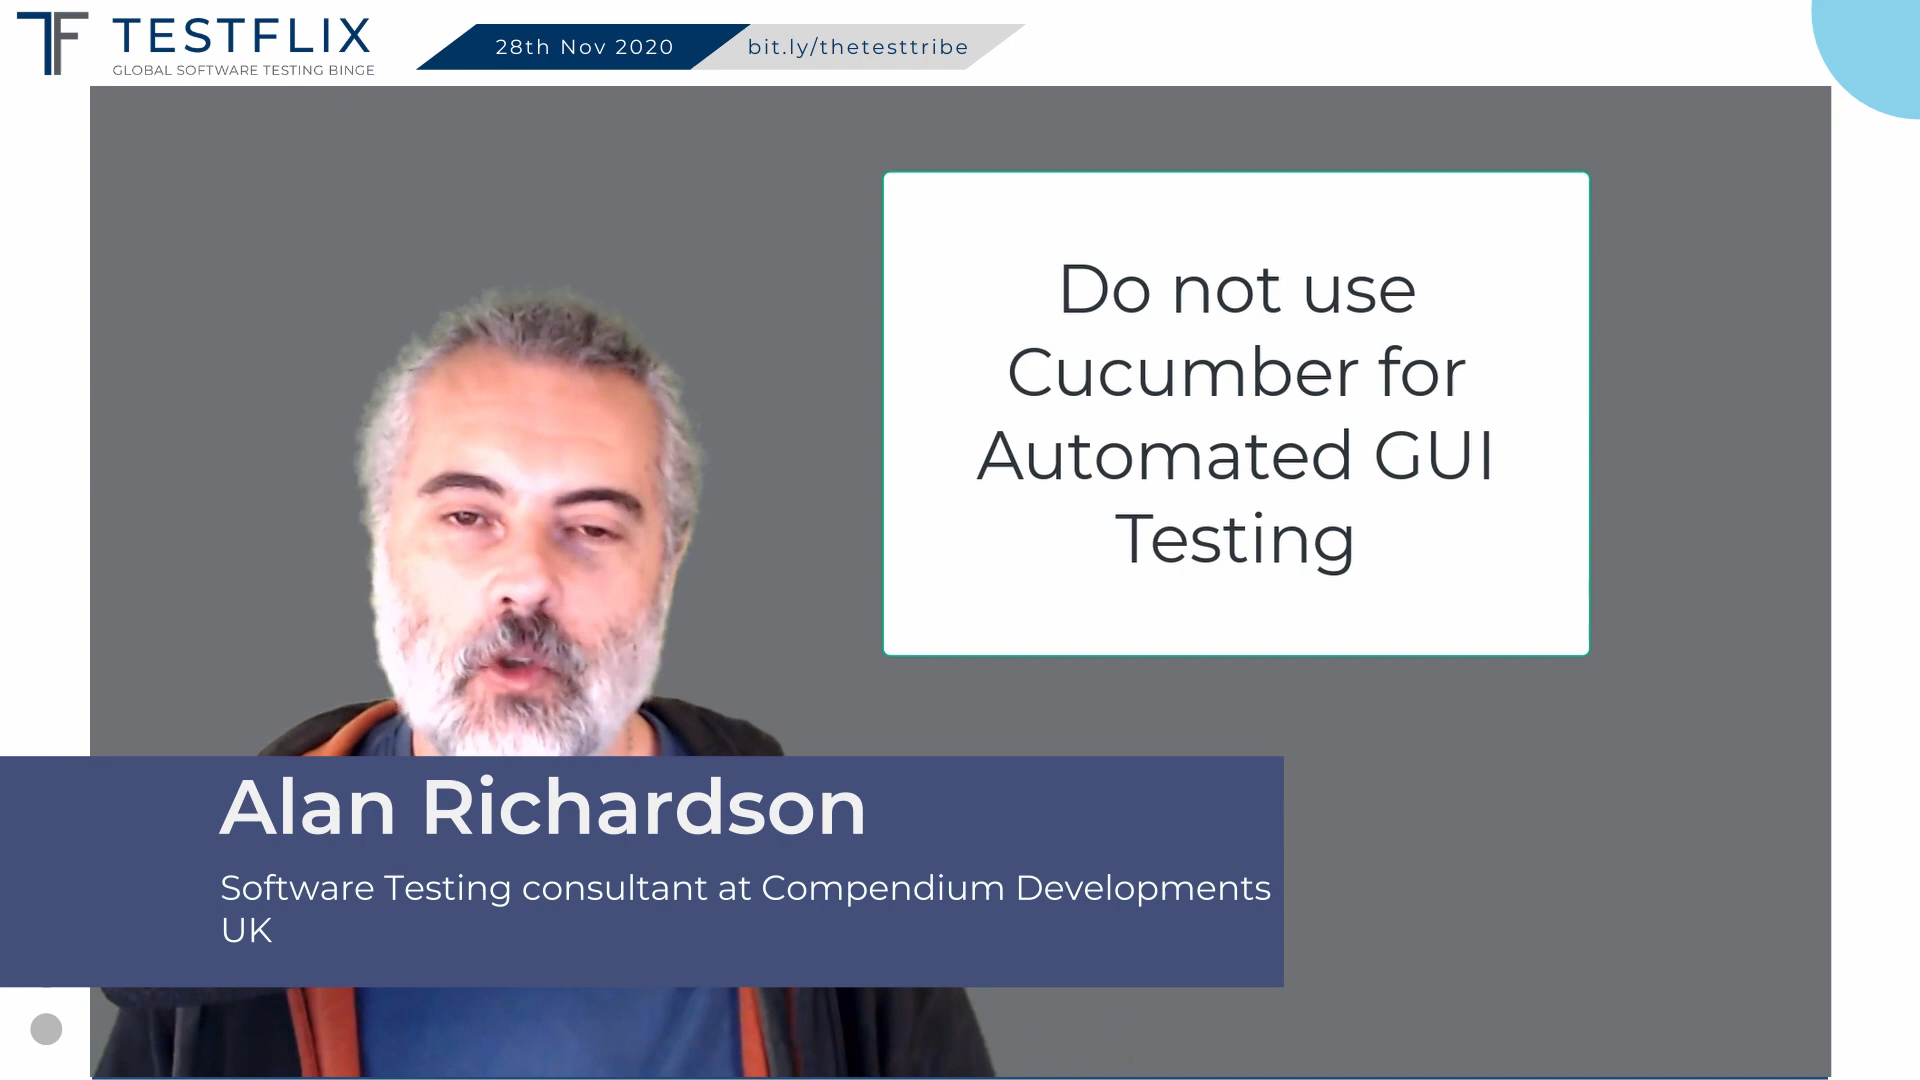 TF TESTFLIX
GLOBAL SOFTWARE TESTING BINGE
28th Nov 2020
bit.ly/thetesttribe
Do not use
Cucumber for
Automated GUI
Testing
Alan Richardson
Software Testing consultant at Compendium Developments
UK